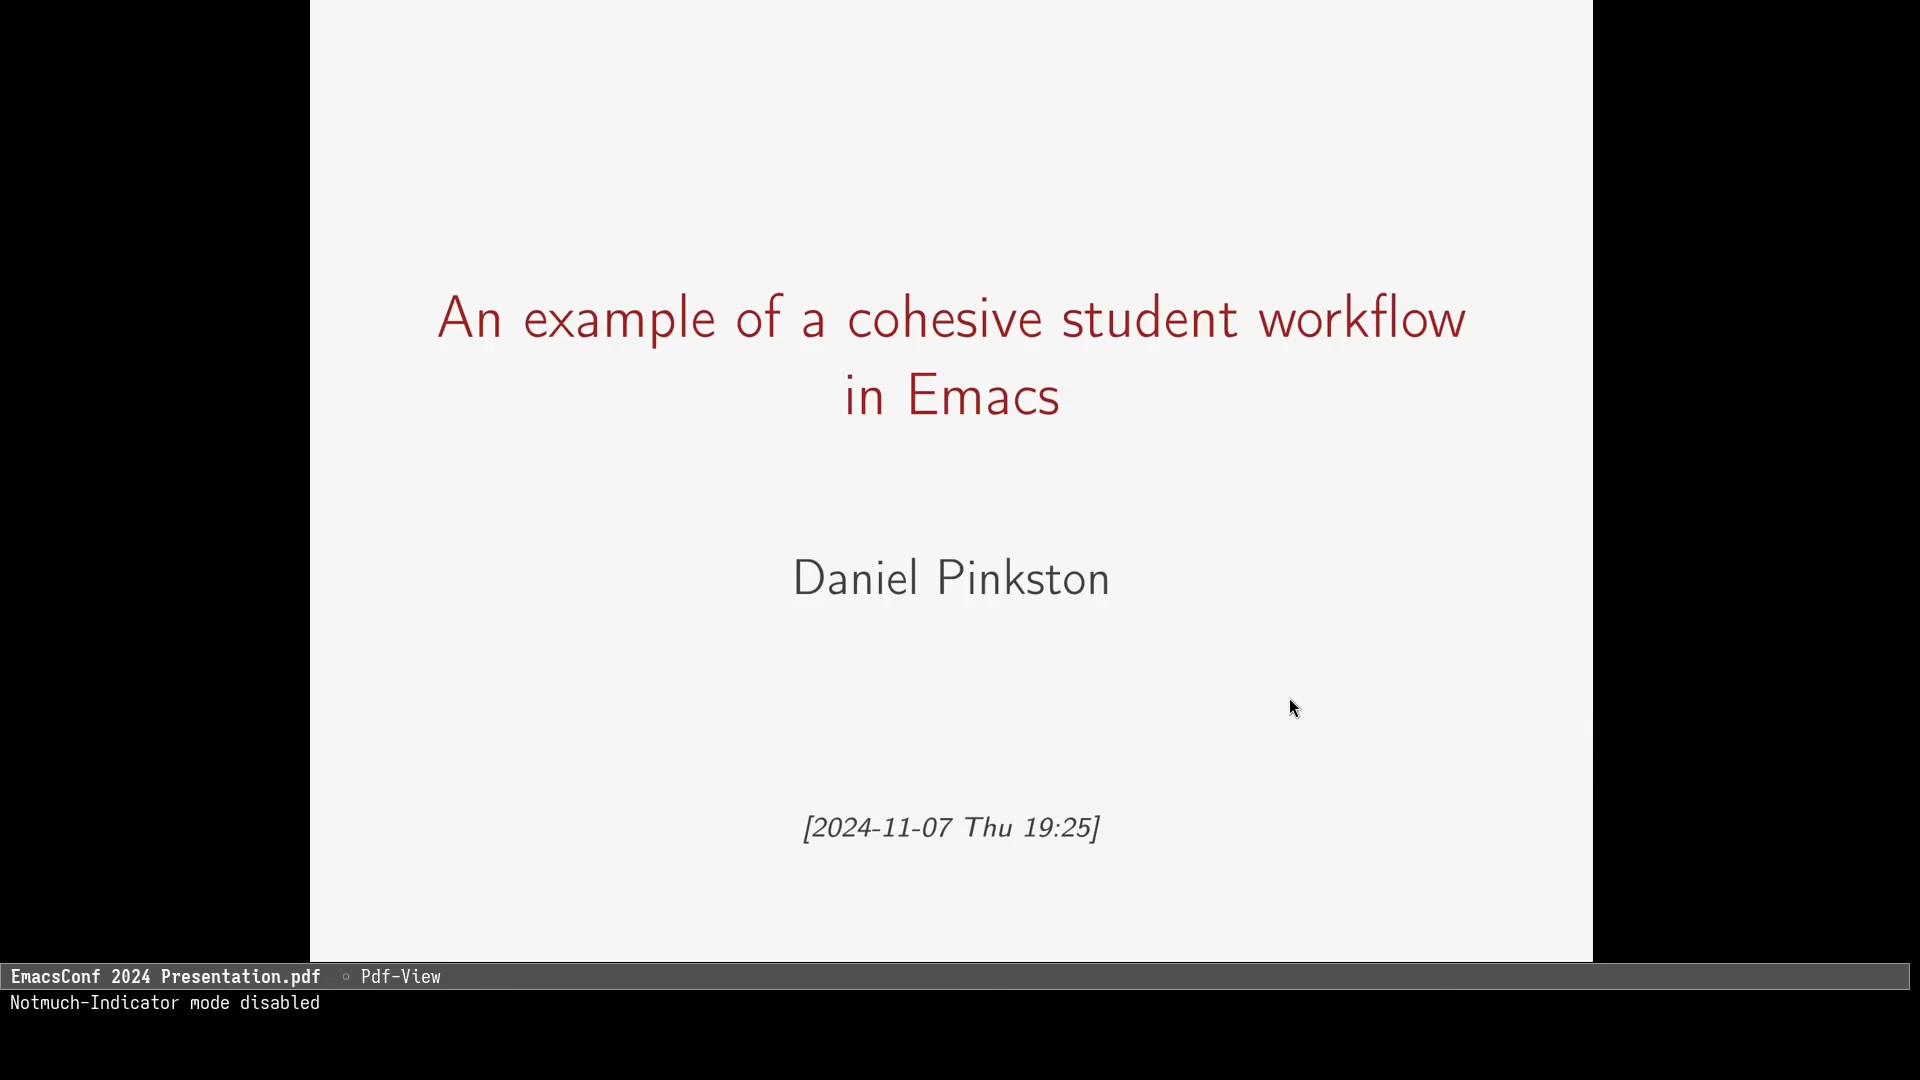 An example of a cohesive student workflow
in Emacs
Daniel Pinkston
[2024-11-07 Thu 19:25]
EmacsConf 2024 Presentation.pdf ◦ Pdf-View
Notmuch-Indicator mode disabled